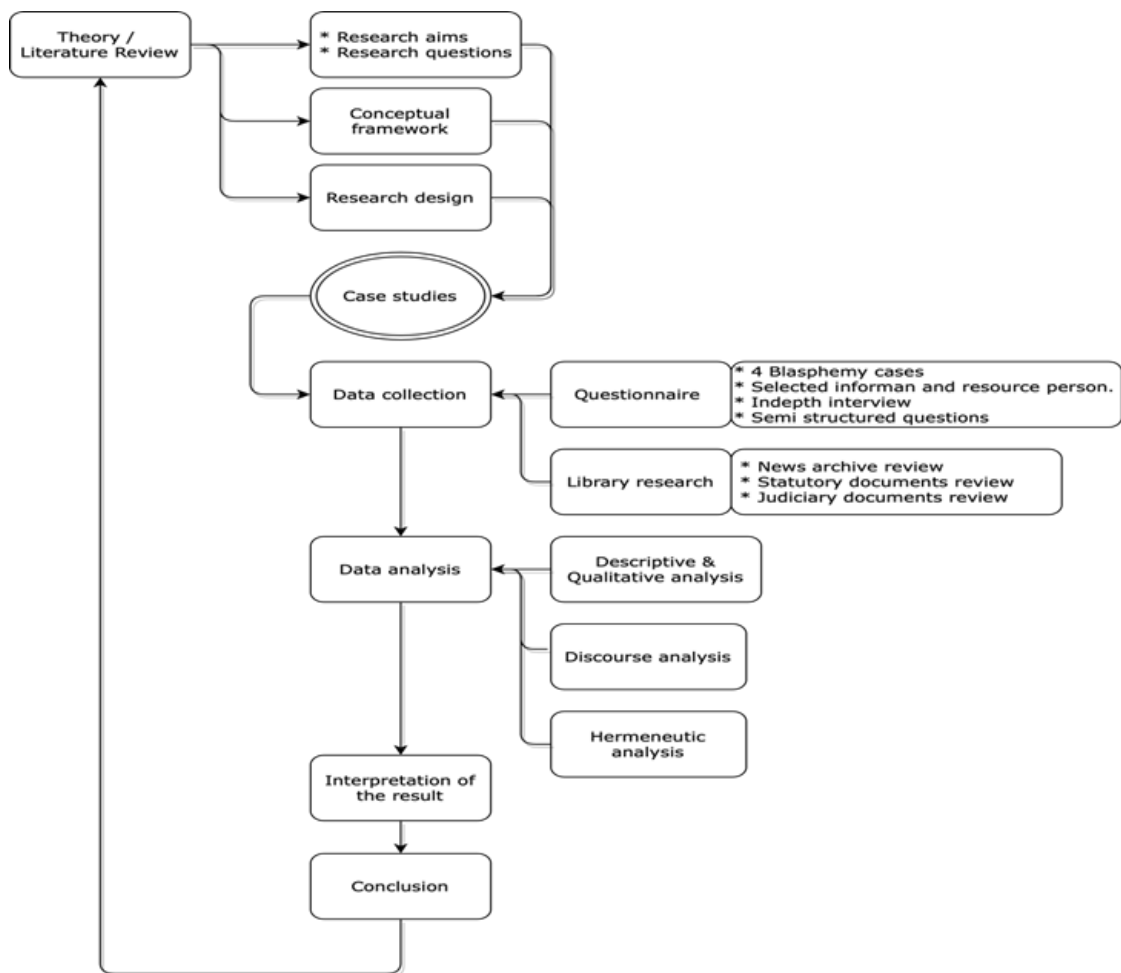 Theory /
Literature Review
* Research aims
* Research questions
Conceptual
framework
Research design
Case studies
Data collection
Questionnaire
* 4 Blasphemy cases
* Selected informan and resource person.
* Indepth interview
* Semi structured questions
Library research
* News archive review
* Statutory documents review
* Judiciary documents review
Data analysis
Descriptive &
Qualitative analysis
Discourse analysis
Hermeneutic
analysis
Interpretation of
the result
Conclusion